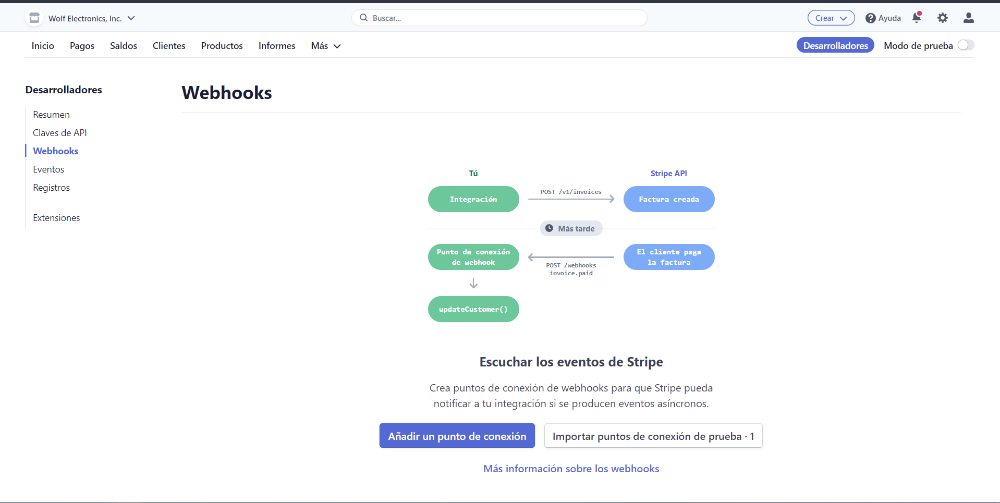 Wolf Electronics, Inc.
Buscar...
Crear
Ayuda
Inicio
Pagos
Saldos
Clientes
Productos
Informes
Más
Desarrolladores
Modo de prueba
Desarrolladores
Resumen
Claves de API
Webhooks
Eventos
Registros
Extensiones
Webhooks
Tú
Stripe API
Integración
POST /v1/invoices
Factura creada
Más tarde
Punto de conexión
de webhook
POST /webhooks
invoice.paid
El cliente paga
la factura
updateCustomer()
Escuchar los eventos de Stripe
Crea puntos de conexión de webhooks para que Stripe pueda
notificar a tu integración si se producen eventos asíncronos.
Añadir un punto de conexión
Importar puntos de conexión de prueba · 1
Más información sobre los webhooks